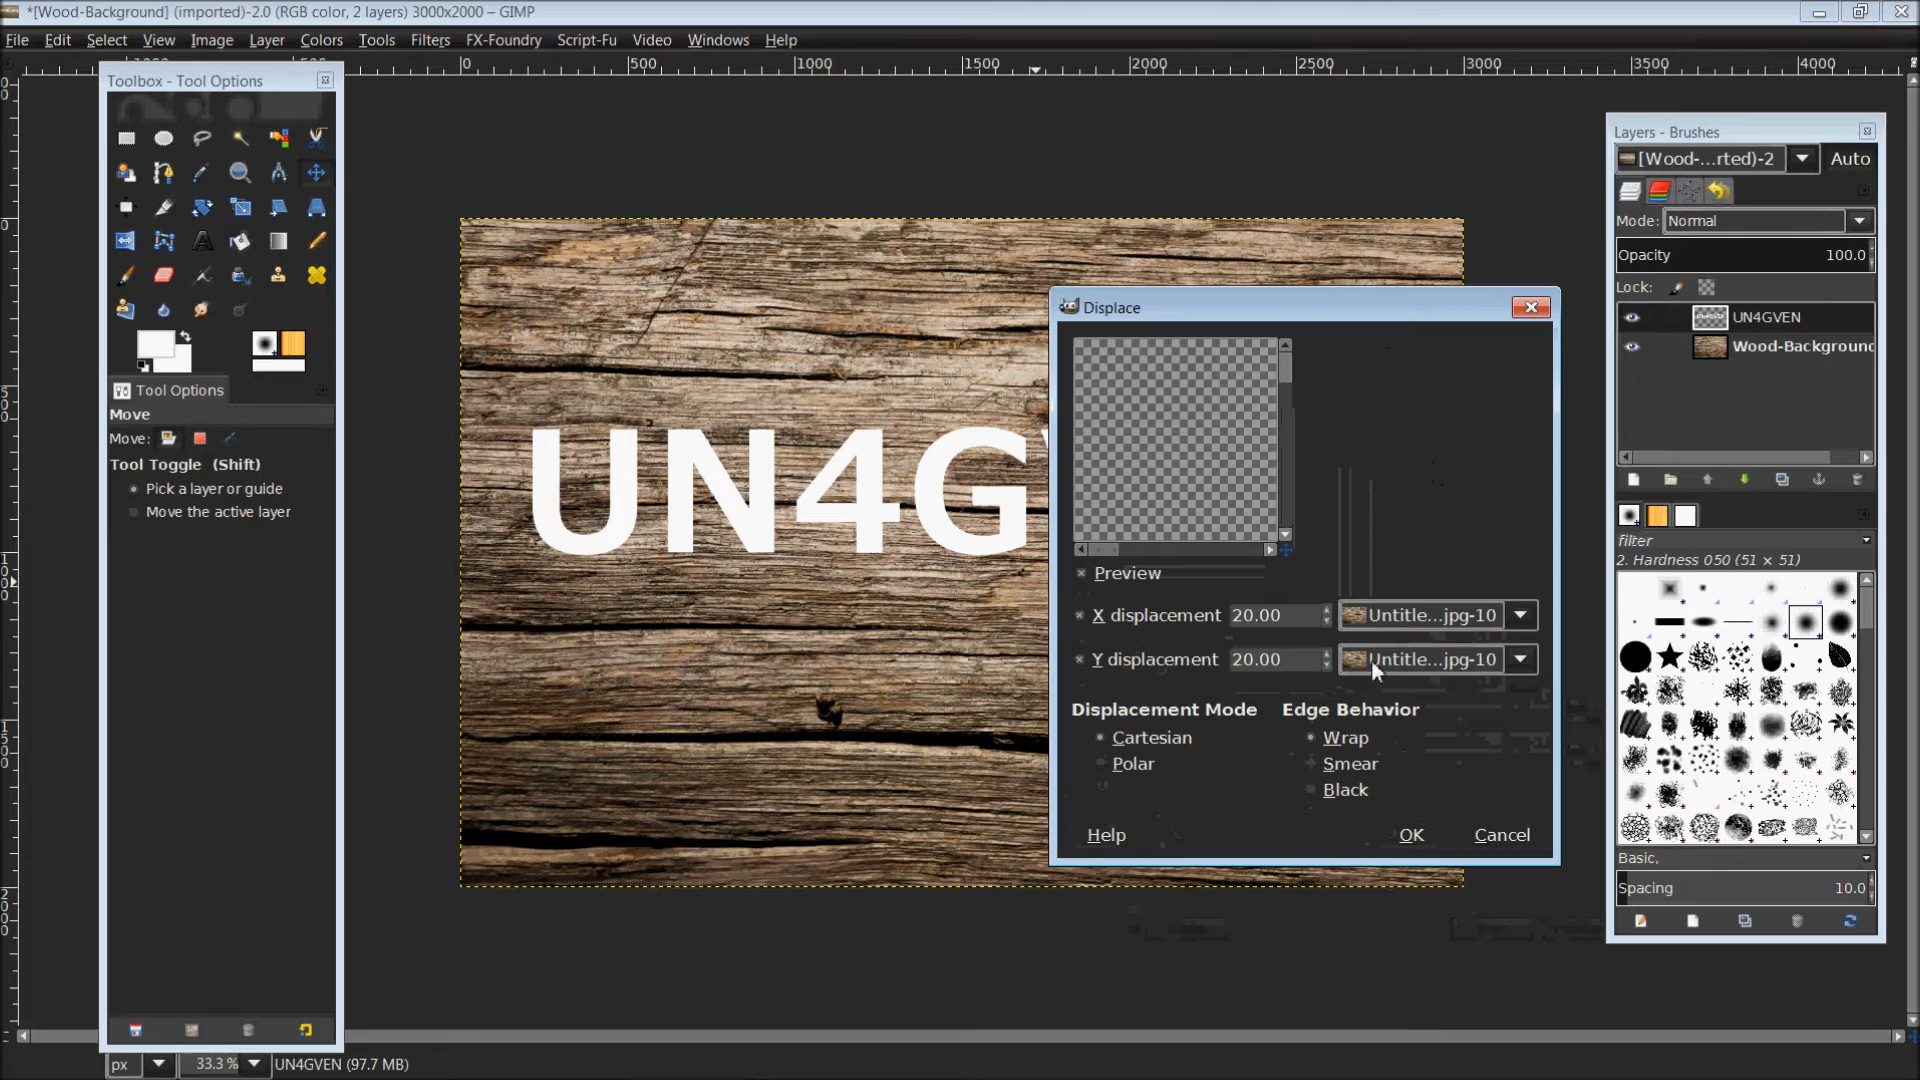 *[Wood-Background] (imported)-2.0 (RGB color, 2 layers) 3000x2000 – GIMP
File Edit Select View Image Layer Colors Tools Filters FX-Foundry Script-Fu Video Windows Help
0 500 1000 1500 2000 2500 3000 3500 4000
Toolbox - Tool Options
Tool Options
Move
Move:
Tool Toggle (Shift)
Pick a layer or guide
Move the active layer
UN4G
Displace
Preview
X displacement 20.00 Untitle...jpg-10
Y displacement 20.00 Untitle...jpg-10
Displacement Mode Edge Behavior
Cartesian Wrap
Polar Smear
Black
Help OK Cancel
Layers - Brushes
[Wood-...rted)-2 Auto
Mode: Normal
Opacity 100.0
Lock:
UN4GVEN
Wood-Background
filter
2. Hardness 050 (51 × 51)
Basic,
Spacing 10.0
px 33.3 % UN4GVEN (97.7 MB)